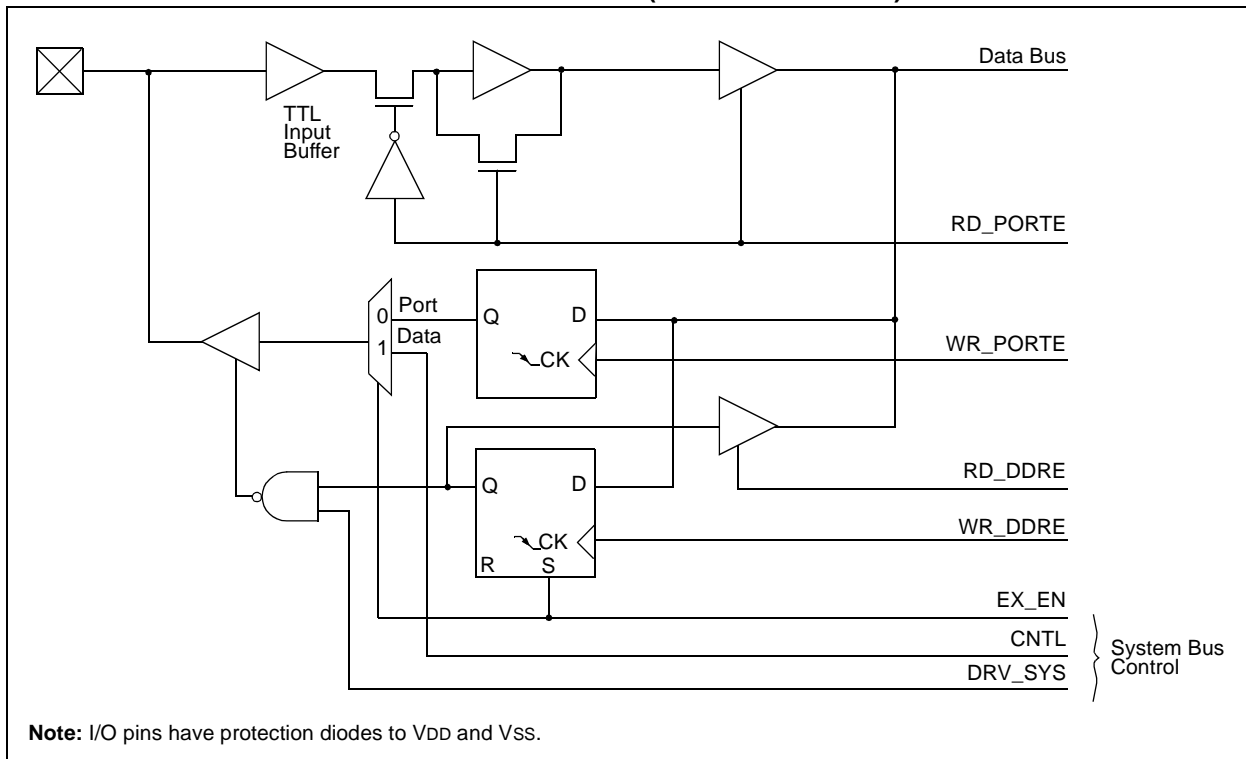 Data Bus
TTL
Input
Buffer
RD_PORTE
Port
0
Q
D
Data
1
CK
WR_PORTE
Q
D
RD_DDRE
CK
WR_DDRE
R
S
EX_EN
CNTL
System Bus
Control
DRV_SYS
Note: I/O pins have protection diodes to VDD and VSS.